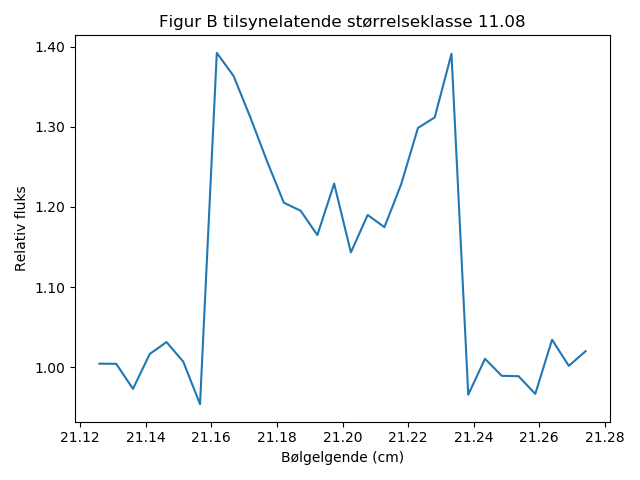 Figur B tilsynelatende størrelseklasse 11.08
1.40
1.30
1.20
1.10
1.00
Relativ fluks
21.12 21.14 21.16 21.18 21.20 21.22 21.24 21.26 21.28
Bølgelgende (cm)